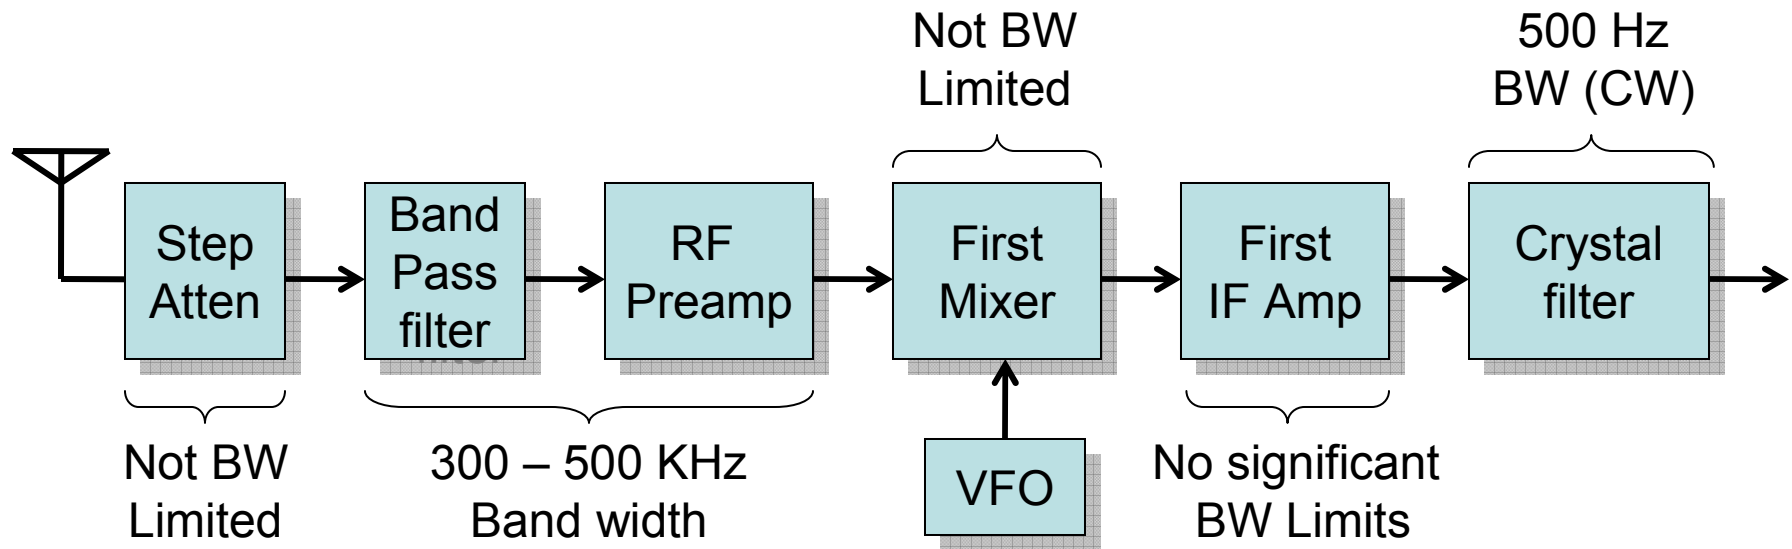 Not BW
Limited
500 Hz
BW (CW)
Step
Atten
Band
Pass
filter
RF
Preamp
First
Mixer
First
IF Amp
Crystal
filter
Not BW
Limited
300 – 500 KHz
Band width
VFO
No significant
BW Limits